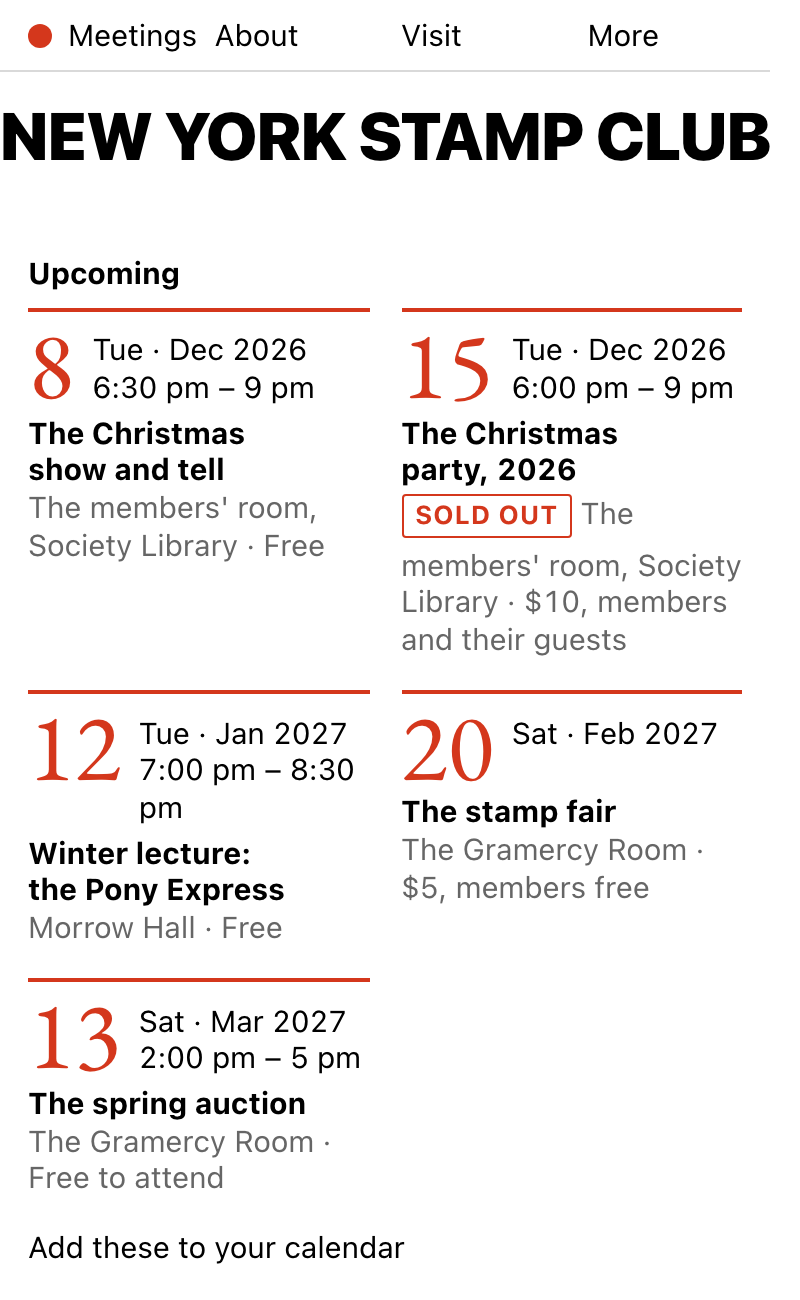 Meetings About Visit More
NEW YORK STAMP CLUB
Upcoming
8
Tue · Dec 2026
6:30 pm – 9 pm
The Christmas
show and tell
The members' room,
Society Library · Free
15
Tue · Dec 2026
6:00 pm – 9 pm
The Christmas
party, 2026
SOLD OUT The
members' room, Society
Library · $10, members
and their guests
12
Tue · Jan 2027
7:00 pm – 8:30
pm
Winter lecture:
the Pony Express
Morrow Hall · Free
20
Sat · Feb 2027
The stamp fair
The Gramercy Room ·
$5, members free
13
Sat · Mar 2027
2:00 pm – 5 pm
The spring auction
The Gramercy Room ·
Free to attend
Add these to your calendar